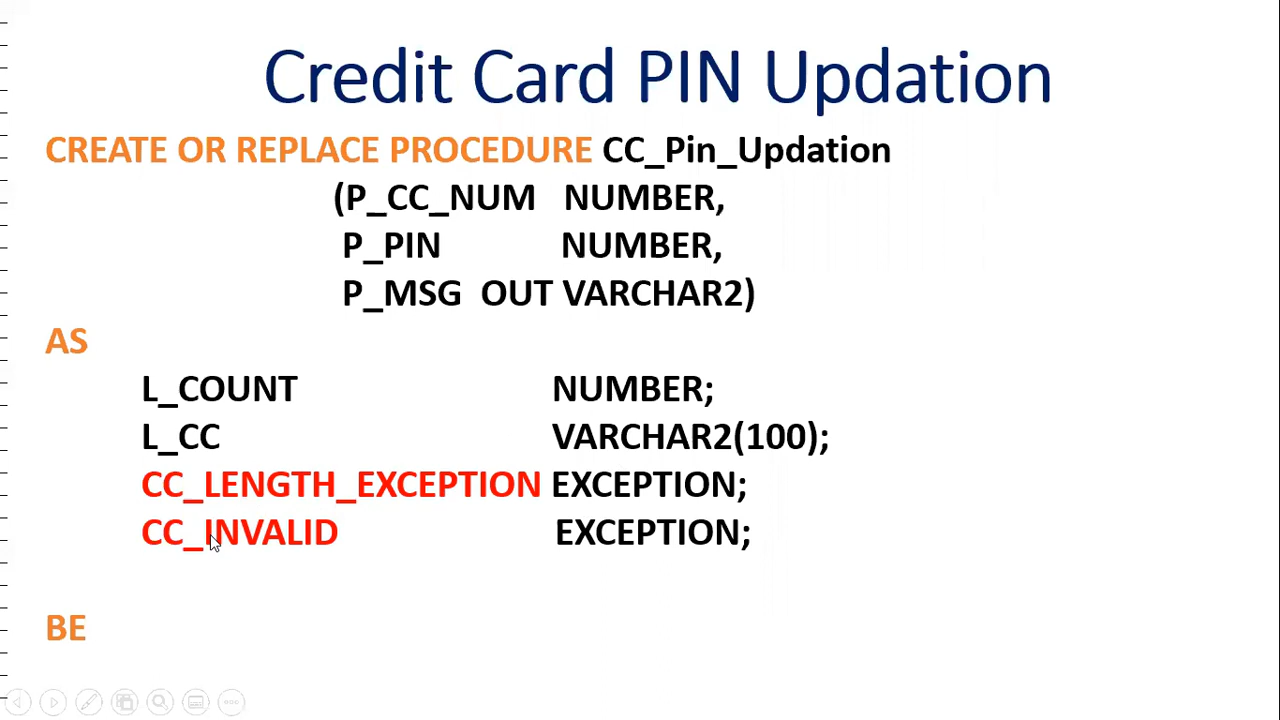 Credit Card PIN Updation
CREATE OR REPLACE PROCEDURE CC_Pin_Updation
(P_CC_NUM NUMBER,
P_PIN NUMBER,
P_MSG OUT VARCHAR2)
AS
L_COUNT NUMBER;
L_CC VARCHAR2(100);
CC_LENGTH_EXCEPTION EXCEPTION;
CC_INVALID EXCEPTION;
BE